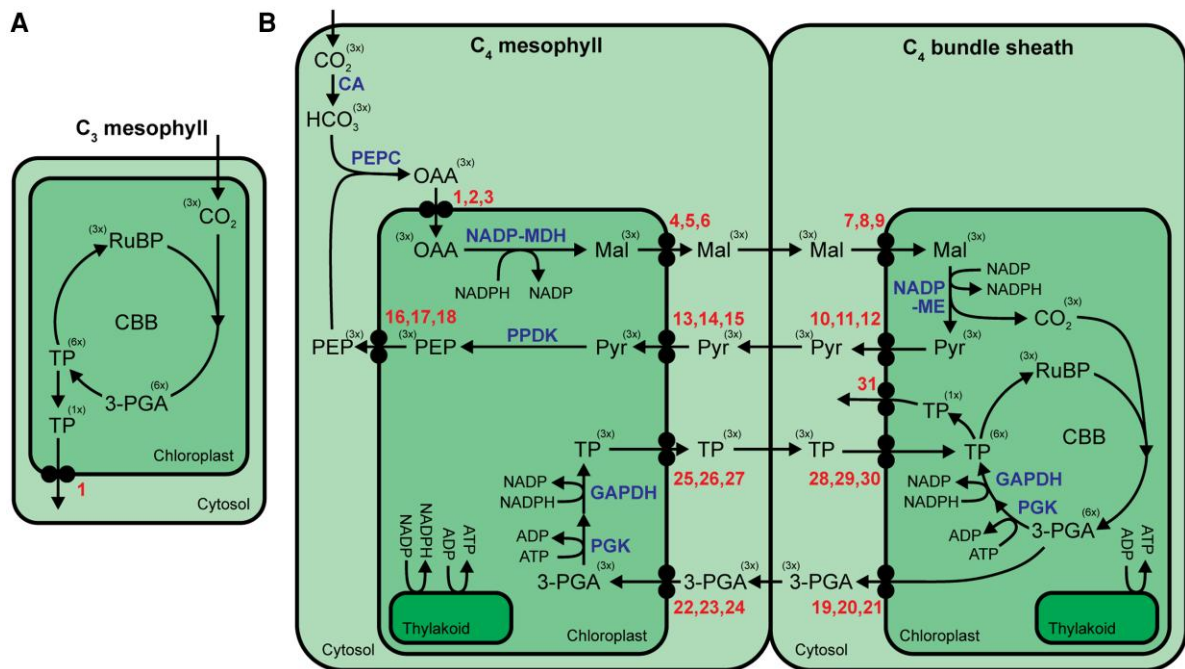 A
C3 mesophyll
(3x)
CO2
(3x)
RuBP
CBB
(6x)
TP
(1x)
TP
(6x)
3-PGA
Chloroplast
1
Cytosol
B
C4 mesophyll
CO2 (3x)
CA
HCO3 (3x)
PEPC
OAA (3x)
1,2,3
(3x)
OAA
NADP-MDH
Mal (3x)
NADPH
NADP
4,5,6
Mal (3x)
16,17,18
PEP (3x)
(3x)
PEP
PPDK
Pyr (3x)
13,14,15
Pyr (3x)
TP (3x)
TP (3x)
25,26,27
NADP
NADPH
GAPDH
ADP
ATP
PGK
3-PGA (3x)
3-PGA (3x)
22,23,24
NADP
NADPH
ADP
ATP
Thylakoid
Chloroplast
Cytosol
C4 bundle sheath
(3x)
Mal
7,8,9
Mal (3x)
NADP
NADPH
NADP
-ME
CO2 (3x)
10,11,12
(3x)
Pyr
Pyr (3x)
31
TP (1x)
(3x)
RuBP
CBB
(3x)
TP
28,29,30
TP (6x)
NADP
NADPH
GAPDH
PGK
ADP
ATP
3-PGA (6x)
(3x)
3-PGA
19,20,21
ADP
ATP
Thylakoid
Chloroplast
Cytosol